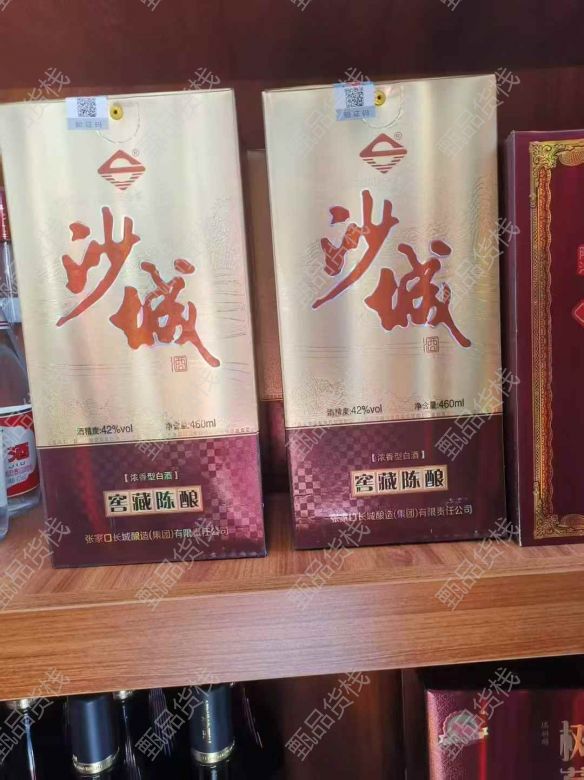 验证码
沙城
酒
酒精度:42%vol 净含量:460ml
【浓香型白酒】
窖藏陈酿
张家口长城酿造(集团)有限责任公司
验证码
沙城
酒
酒精度:42%vol 净含量:460ml
【浓香型白酒】
窖藏陈酿
张家口长城酿造(集团)有限责任公司
甄品货栈